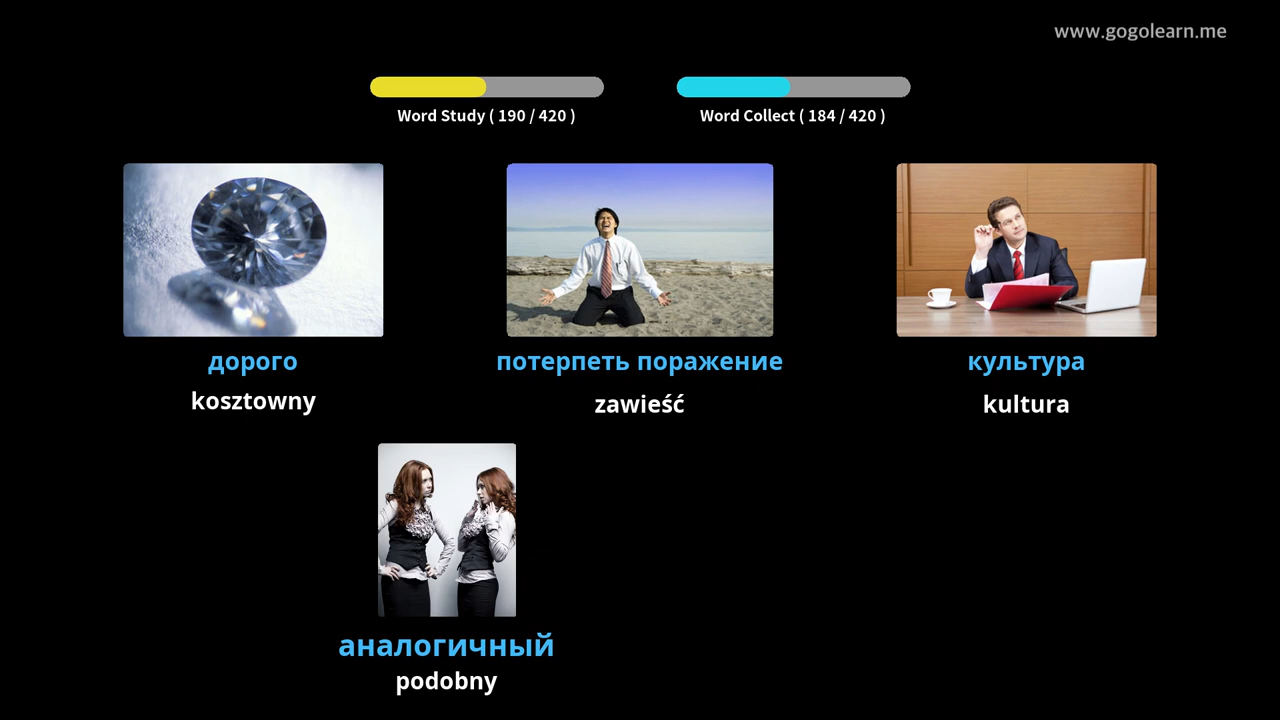 www.gogolearn.me
Word Study ( 190 / 420 )
Word Collect ( 184 / 420 )
дорого
kosztowny
потерпеть поражение
zawieść
культура
kultura
аналогичный
podobny